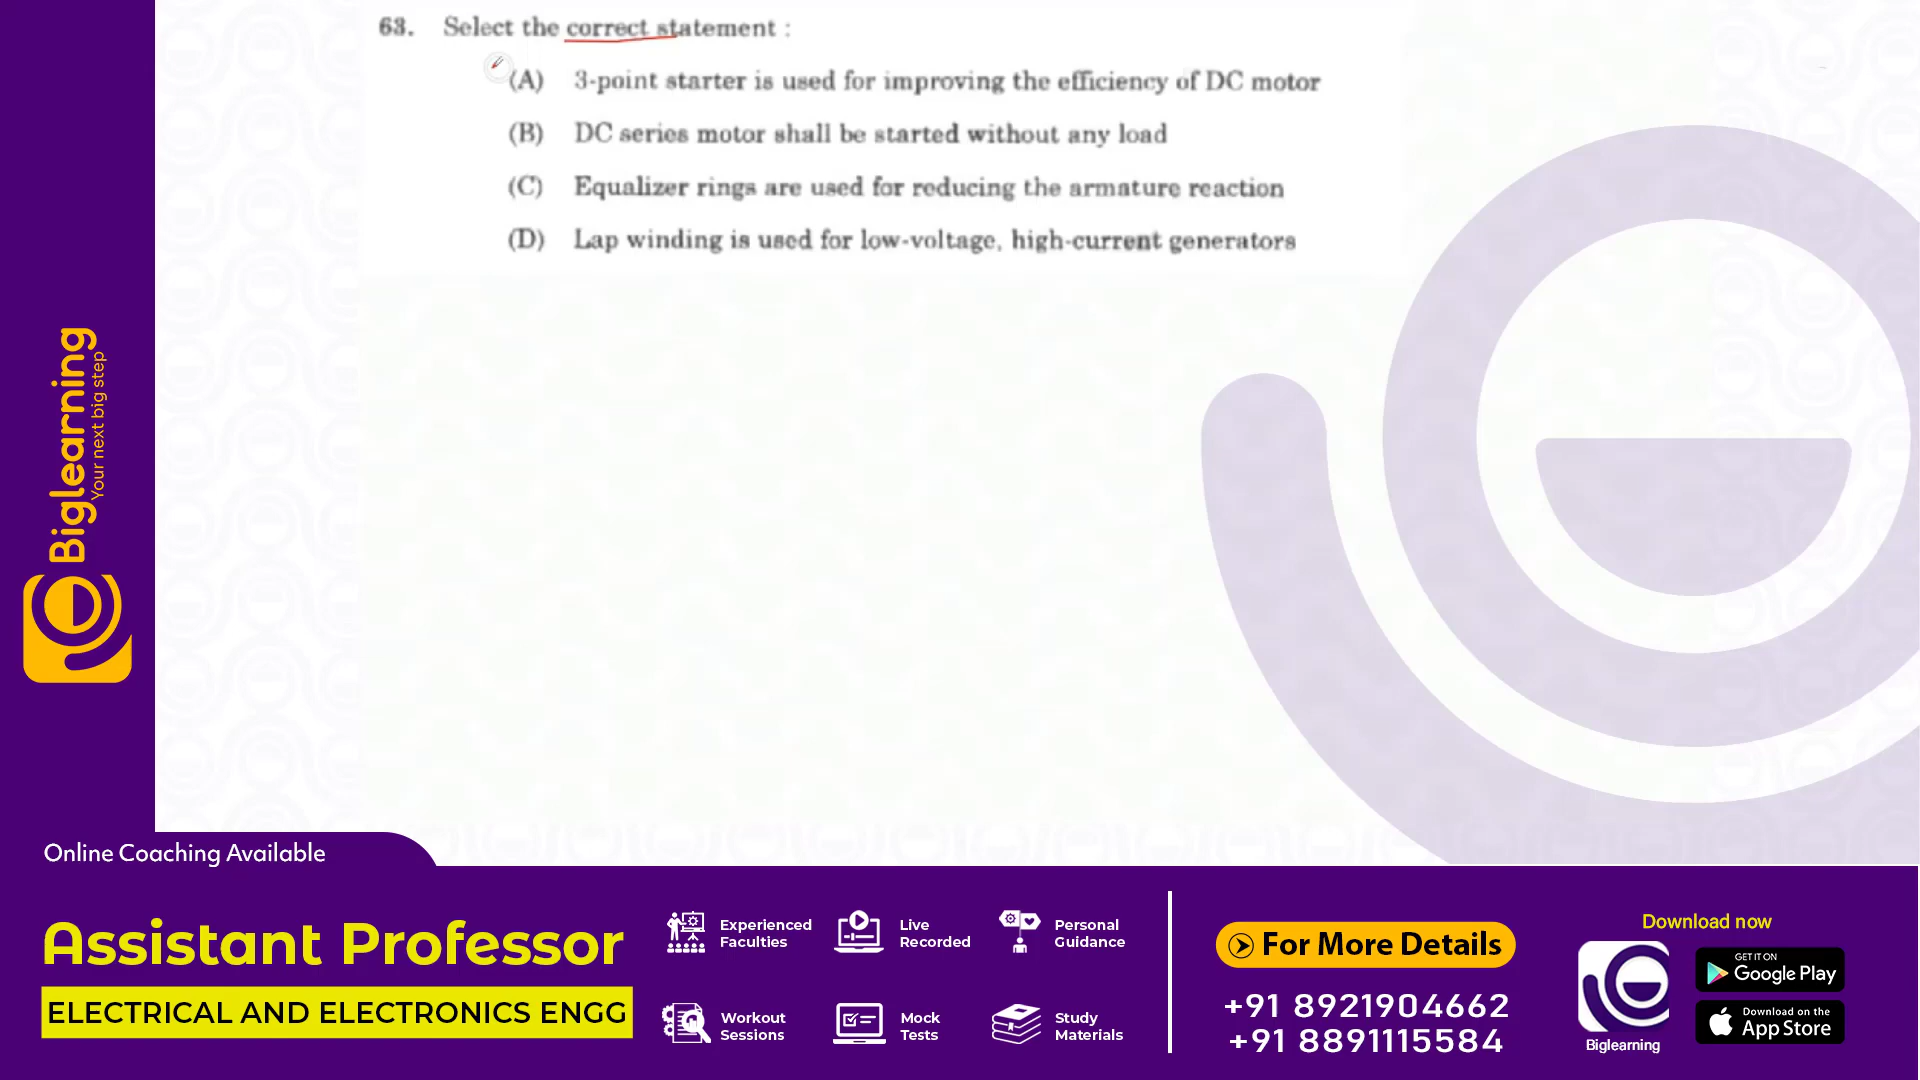 63. Select the correct statement :
(A) 3-point starter is used for improving the efficiency of DC motor
(B) DC series motor shall be started without any load
(C) Equalizer rings are used for reducing the armature reaction
(D) Lap winding is used for low-voltage, high-current generators
Biglearning
Your next big step
Online Coaching Available
Assistant Professor
ELECTRICAL AND ELECTRONICS ENGG
Experienced
Faculties
Live
Recorded
Personal
Guidance
Workout
Sessions
Mock
Tests
Study
Materials
For More Details
+91 8921904662
+91 8891115584
Download now
Biglearning
GET IT ON
Google Play
Download on the
App Store